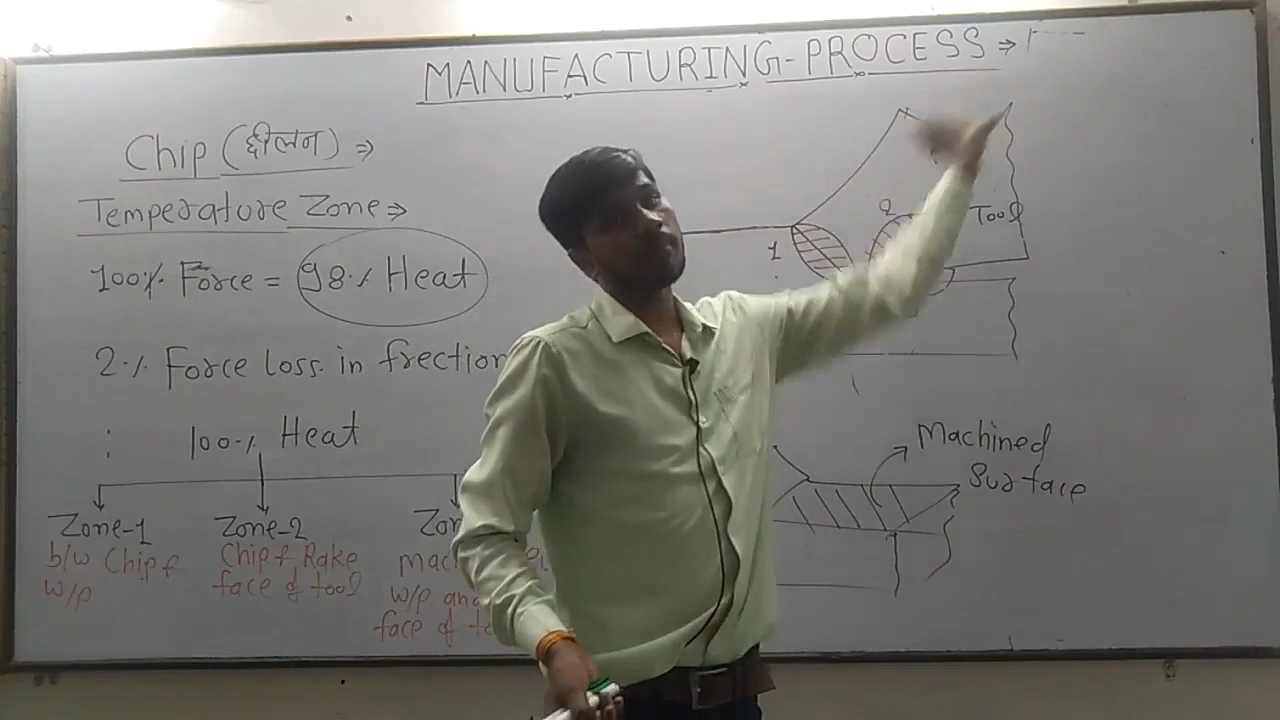 MANUFACTURING-PROCESS ⇒
Chip (छीलन) ⇒
Temperature Zone ⇒
100% Force = 98% Heat
2% Force loss in frection
100% Heat
Zone-1
b/w Chip &
w/p
Zone-2
Chip & Rake
face of tool
w/p and
face of
1
2
Tool
Machined
Surface